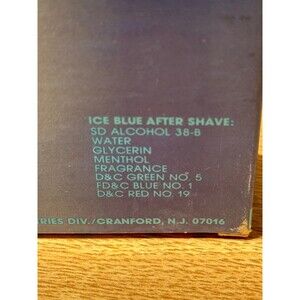 ICE BLUE AFTER SHAVE:
SD ALCOHOL 38-B
WATER
GLYCERIN
MENTHOL
FRAGRANCE
D&C GREEN NO. 5
FD&C BLUE NO. 1
D&C RED NO. 19
RIES DIV./CRANFORD, N.J. 07016